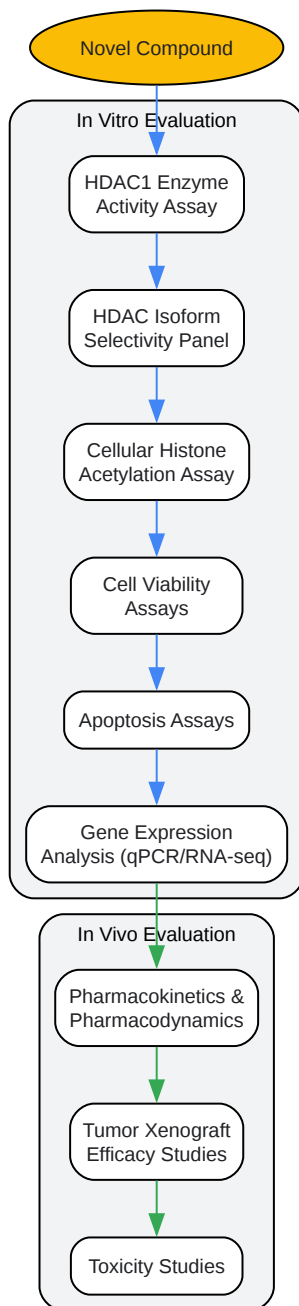 Novel Compound
In Vitro Evaluation
HDAC1 Enzyme
Activity Assay
HDAC Isoform
Selectivity Panel
Cellular Histone
Acetylation Assay
Cell Viability
Assays
Apoptosis Assays
Gene Expression
Analysis (qPCR/RNA-seq)
In Vivo Evaluation
Pharmacokinetics &
Pharmacodynamics
Tumor Xenograft
Efficacy Studies
Toxicity Studies